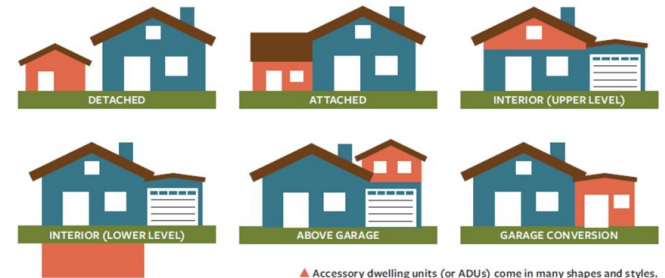 DETACHED
ATTACHED
INTERIOR (UPPER LEVEL)
INTERIOR (LOWER LEVEL)
ABOVE GARAGE
GARAGE CONVERSION
▲ Accessory dwelling units (or ADUs) come in many shapes and styles.